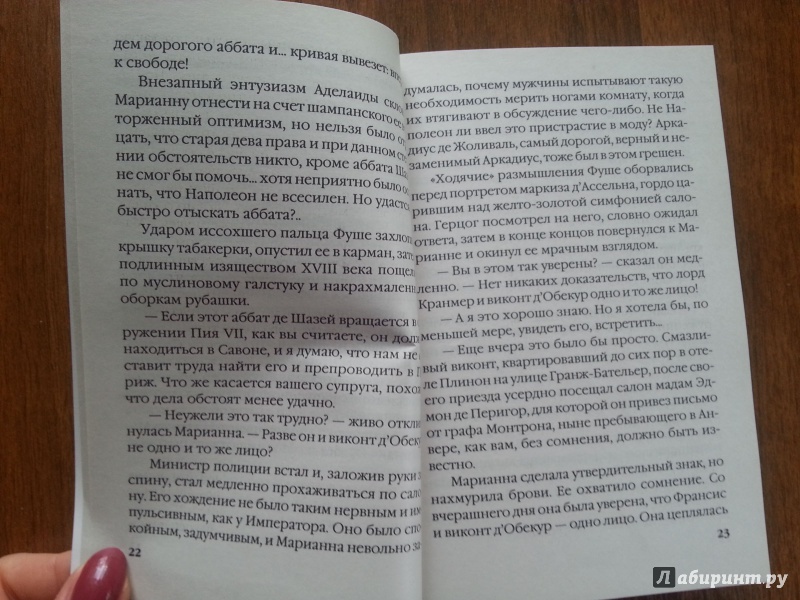 дем дорогого аббата и... кривая вывезет:
к свободе!
Внезапный энтузиазм Аделаиды
Марианну отнести на счет шампанского
торженный оптимизм, но нельзя было
цать, что старая дева права и при данном
нии обстоятельств никто, кроме аббата
не смог бы помочь... хотя неприятно было
нать, что Наполеон не всесилен. Но
быстро отыскать аббата?..
Ударом иссохшего пальца Фуше
крышку табакерки, опустил ее в карман,
подлинным изяществом XVIII века
по муслиновому галстуку и
оборкам рубашки.
— Если этот аббат де Шазей вращается в
ружении Пия VII, как вы считаете, он
находиться в Савоне, и я думаю, что нам не
ставит труда найти его и препроводить в
риж. Что же касается вашего супруга,
что дела обстоят менее удачно.
— Неужели это так трудно? — живо откли
нулась Марианна. — Разве он и виконт д'Обекур
не одно и то же лицо?
Министр полиции встал и, заложив руки
спину, стал медленно прохаживаться по
ну. Его хождение не было таким нервным и
пульсивным, как у Императора. Оно было
койным, задумчивым, и Марианна невольно
22
думалась, почему мужчины испытывают такую
необходимость мерить ногами комнату, когда
их втягивают в обсуждение чего-либо. Не На-
полеон ли ввел это пристрастие в моду? Арка-
диус де Жоливаль, самый дорогой, верный и не-
заменимый Аркадиус, тоже был в этом грешен.
«Ходячие» размышления Фуше оборвались
перед портретом маркиза д'Ассельна, гордо ца-
рившим над желто-золотой симфонией сало-
на. Герцог посмотрел на него, словно ожидал
ответа, затем в конце концов повернулся к Ма-
рианне и окинул ее мрачным взглядом.
— Вы в этом так уверены? — сказал он мед-
ленно. — Нет никаких доказательств, что лорд
Кранмер и виконт д'Обекур одно и то же лицо!
— А я это хорошо знаю. Но я хотела бы, по
меньшей мере, увидеть его, встретить...
— Еще вчера это было бы просто. Смазли-
вый виконт, квартировавший до сих пор в оте-
ле Плинон на улице Гранж-Бательер, после сво-
его приезда усердно посещал салон мадам Эд-
мон де Перигор, для которой он привез письмо
от графа Монтрона, ныне пребывающего в Ан-
вере, как вам, без сомнения, должно быть из-
вестно.
Марианна сделала утвердительный знак, но
нахмурила брови. Ее охватило сомнение. Со
вчерашнего дня она была уверена, что Франсис
и виконт д'Обекур — одно лицо. Она цеплялась
23
Лабиринт.ру